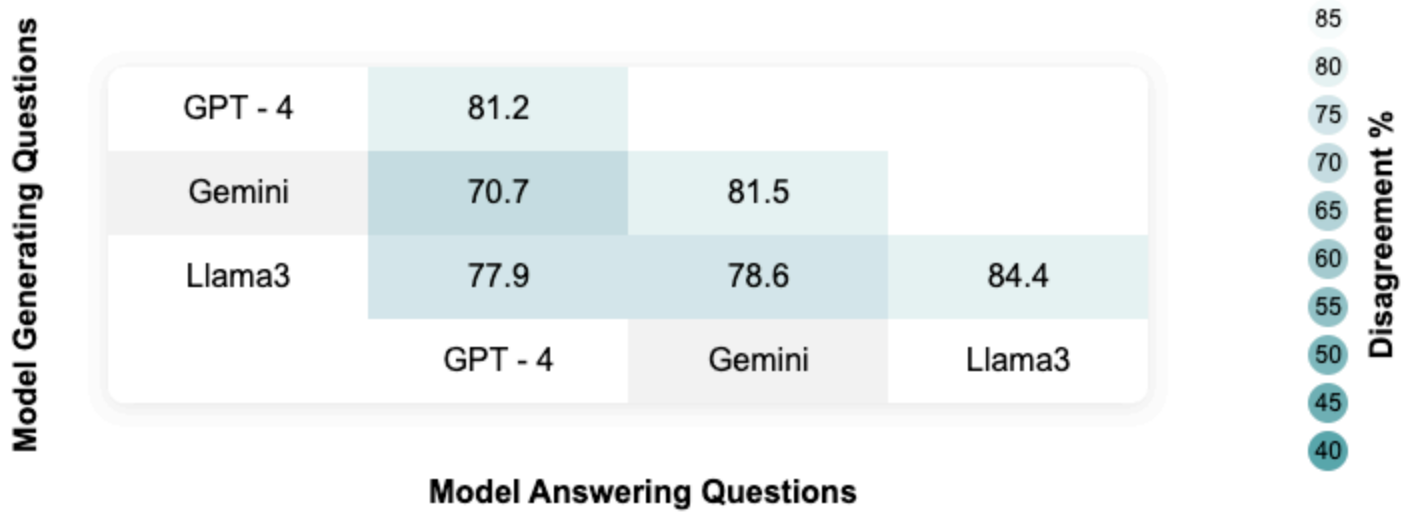 Model Generating Questions
GPT - 4 81.2
Gemini 70.7 81.5
Llama3 77.9 78.6 84.4
GPT - 4 Gemini Llama3
Model Answering Questions
85
80
75
70
65
60
55
50
45
40
Disagreement %